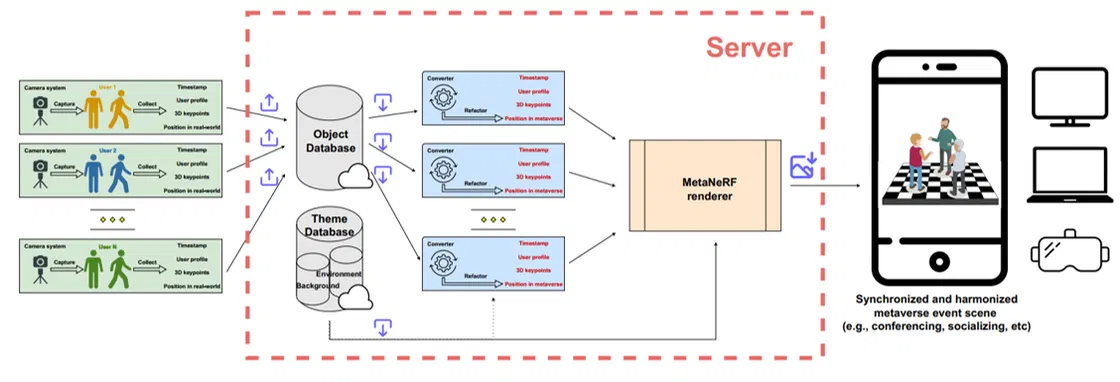 Server
Camera system
User 1
Timestamp
Capture
Collect
User profile
3D keypoints
Position in real-world
Camera system
User 2
Timestamp
Capture
Collect
User profile
3D keypoints
Position in real-world
Camera system
User N
Timestamp
Capture
Collect
User profile
3D keypoints
Position in real-world
Object
Database
Theme
Database
Environment
Background
Converter
Timestamp
User profile
3D keypoints
Refactor
Position in metaverse
Converter
Timestamp
User profile
3D keypoints
Refactor
Position in metaverse
Converter
Timestamp
User profile
3D keypoints
Refactor
Position in metaverse
MetaNeRF
renderer
Synchronized and harmonized
metaverse event scene
(e.g., conferencing, socializing, etc)